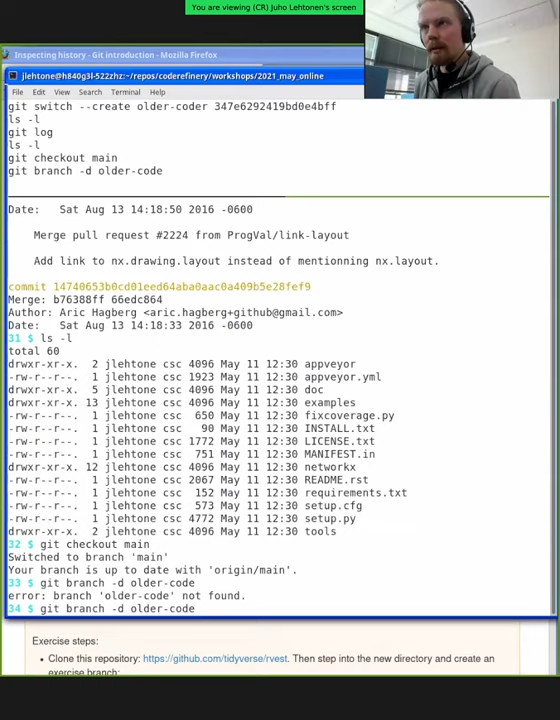 You are viewing (CR) Juho Lehtonen's screen
Inspecting history - Git introduction - Mozilla Firefox
jlehtone@h840g3l-522zhz:~/repos/coderefinery/workshops/2021_may_online
File Edit View Search Terminal Help
git switch --create older-coder 347e6292419bd0e4bff
ls -l
git log
ls -l
git checkout main
git branch -d older-code
Date:   Sat Aug 13 14:18:50 2016 -0600
Merge pull request #2224 from ProgVal/link-layout
Add link to nx.drawing.layout instead of mentionning nx.layout.
commit 14740653b0cd01eed64aba0aac0a409b5e28fef9
Merge: b76388ff 66edc864
Author: Aric Hagberg <aric.hagberg+github@gmail.com>
Date:   Sat Aug 13 14:18:33 2016 -0600
31 $ ls -l
total 60
drwxr-xr-x.  2 jlehtone csc 4096 May 11 12:30 appveyor
-rw-r--r--.  1 jlehtone csc 1923 May 11 12:30 appveyor.yml
drwxr-xr-x.  5 jlehtone csc 4096 May 11 12:30 doc
drwxr-xr-x. 13 jlehtone csc 4096 May 11 12:30 examples
-rw-r--r--.  1 jlehtone csc  650 May 11 12:30 fixcoverage.py
-rw-r--r--.  1 jlehtone csc   90 May 11 12:30 INSTALL.txt
-rw-r--r--.  1 jlehtone csc 1772 May 11 12:30 LICENSE.txt
-rw-r--r--.  1 jlehtone csc  751 May 11 12:30 MANIFEST.in
drwxr-xr-x. 12 jlehtone csc 4096 May 11 12:30 networkx
-rw-r--r--.  1 jlehtone csc 2067 May 11 12:30 README.rst
-rw-r--r--.  1 jlehtone csc  152 May 11 12:30 requirements.txt
-rw-r--r--.  1 jlehtone csc  573 May 11 12:30 setup.cfg
-rw-r--r--.  1 jlehtone csc 4772 May 11 12:30 setup.py
drwxr-xr-x.  2 jlehtone csc 4096 May 11 12:30 tools
32 $ git checkout main
Switched to branch 'main'
Your branch is up to date with 'origin/main'.
33 $ git branch -d older-code
error: branch 'older-code' not found.
34 $ git branch -d older-code
Exercise steps:
• Clone this repository: https://github.com/tidyverse/rvest. Then step into the new directory and create an
exercise branch: